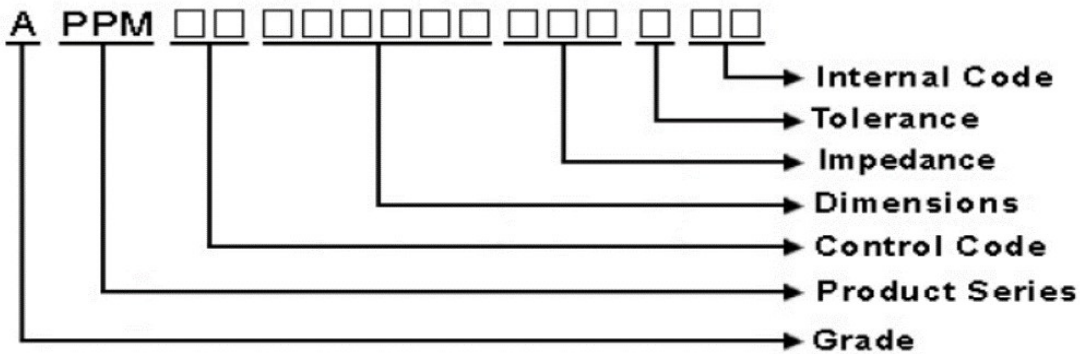 A PPM □□ □□□□□□ □□□ □ □□
Internal Code
Tolerance
Impedance
Dimensions
Control Code
Product Series
Grade